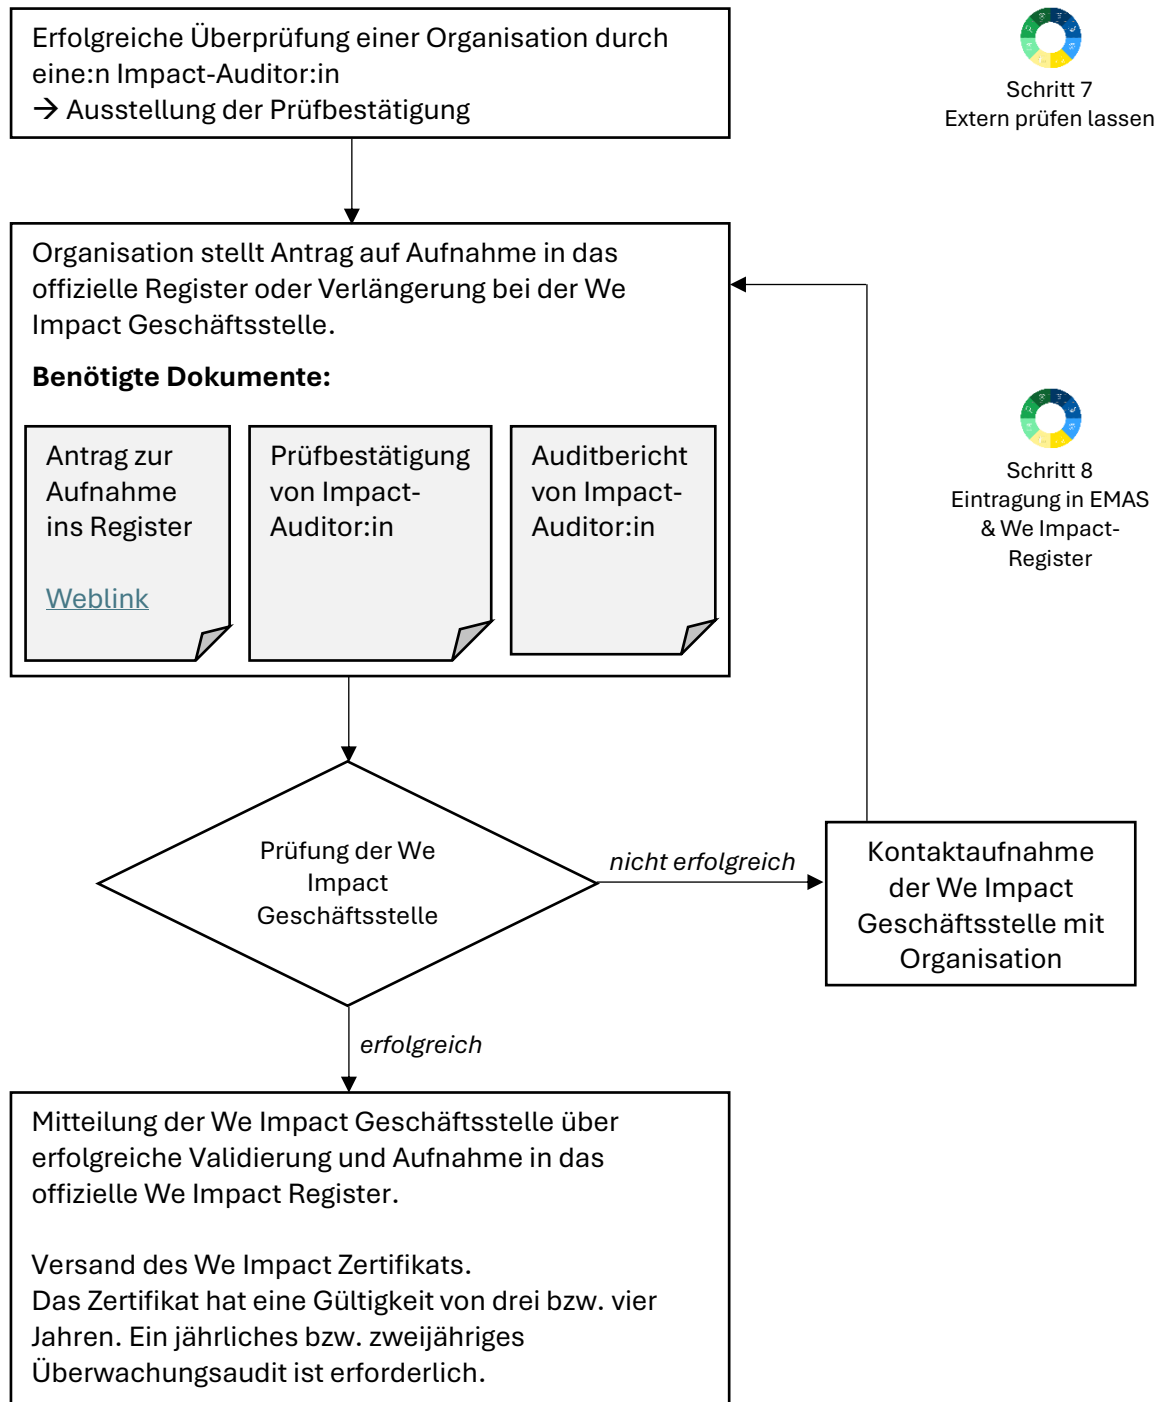 Erfolgreiche Überprüfung einer Organisation durch
eine:n Impact-Auditor:in
→ Ausstellung der Prüfbestätigung
Schritt 7
Extern prüfen lassen
Organisation stellt Antrag auf Aufnahme in das
offizielle Register oder Verlängerung bei der We
Impact Geschäftsstelle.
Benötigte Dokumente:
Antrag zur
Aufnahme
ins Register
Weblink
Prüfbestätigung
von Impact-
Auditor:in
Auditbericht
von Impact-
Auditor:in
Schritt 8
Eintragung in EMAS
& We Impact-
Register
Prüfung der We
Impact
Geschäftsstelle
nicht erfolgreich
Kontaktaufnahme
der We Impact
Geschäftsstelle mit
Organisation
erfolgreich
Mitteilung der We Impact Geschäftsstelle über
erfolgreiche Validierung und Aufnahme in das
offizielle We Impact Register.
Versand des We Impact Zertifikats.
Das Zertifikat hat eine Gültigkeit von drei bzw. vier
Jahren. Ein jährliches bzw. zweijähriges
Überwachungsaudit ist erforderlich.